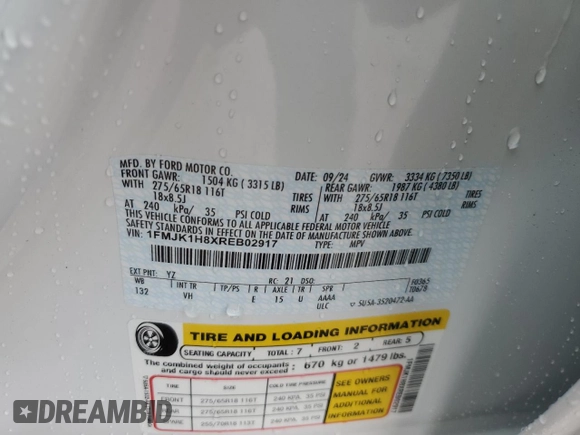 MFD. BY FORD MOTOR CO.
09/24 GVWR: 3334 KG (7350 LB)
FRONT GAWR: 1504 KG (3315 LB) REAR GAWR: 1987 KG (4380 LB)
WITH 275/65R18 116T TIRES WITH 275/65R18 116T TIRES
18x8.5J RIMS 18x8.5J RIMS
AT 240 kPa/ 35 PSI COLD AT 240 kPa/ 35 PSI COLD
THIS VEHICLE CONFORMS TO ALL APPLICABLE FEDERAL MOTOR VEHICLE
SAFETY STANDARDS IN EFFECT ON THE DATE OF MANUFACTURE SHOWN ABOVE.
VIN: 1FMJK1H8XREB02917
TYPE: MPV
EXT PNT: YZ RC: 21 DSO: F0365
WB INT TR TP/PS R AXLE TR SPR T0678
132 VH E 15 U AAAA
ULC SU5A-3520472-AA
TIRE AND LOADING INFORMATION
SEATING CAPACITY TOTAL: 7 FRONT: 2 REAR: 5
The combined weight of occupants and cargo should never exceed: 670 kg or 1479 lbs.
TIRE SIZE COLD TIRE PRESSURE
FRONT 275/65R18 116T 240 KPA, 35 PSI
REAR 275/65R18 116T 240 KPA, 35 PSI
SPARE
SEE OWNERS
MANUAL FOR
ADDITIONAL
INFORMATION
DREAMBID